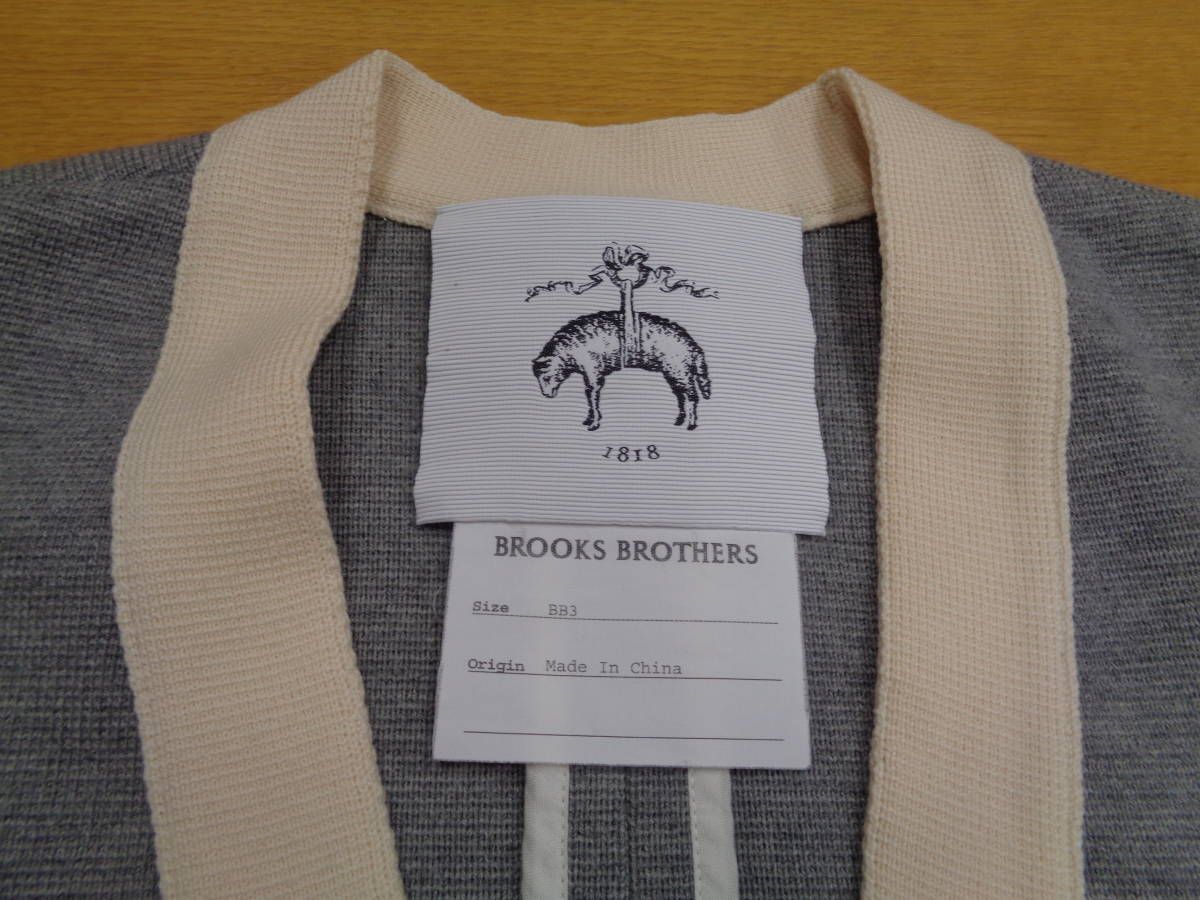 1818
BROOKS BROTHERS
Size BB3
Origin Made In China